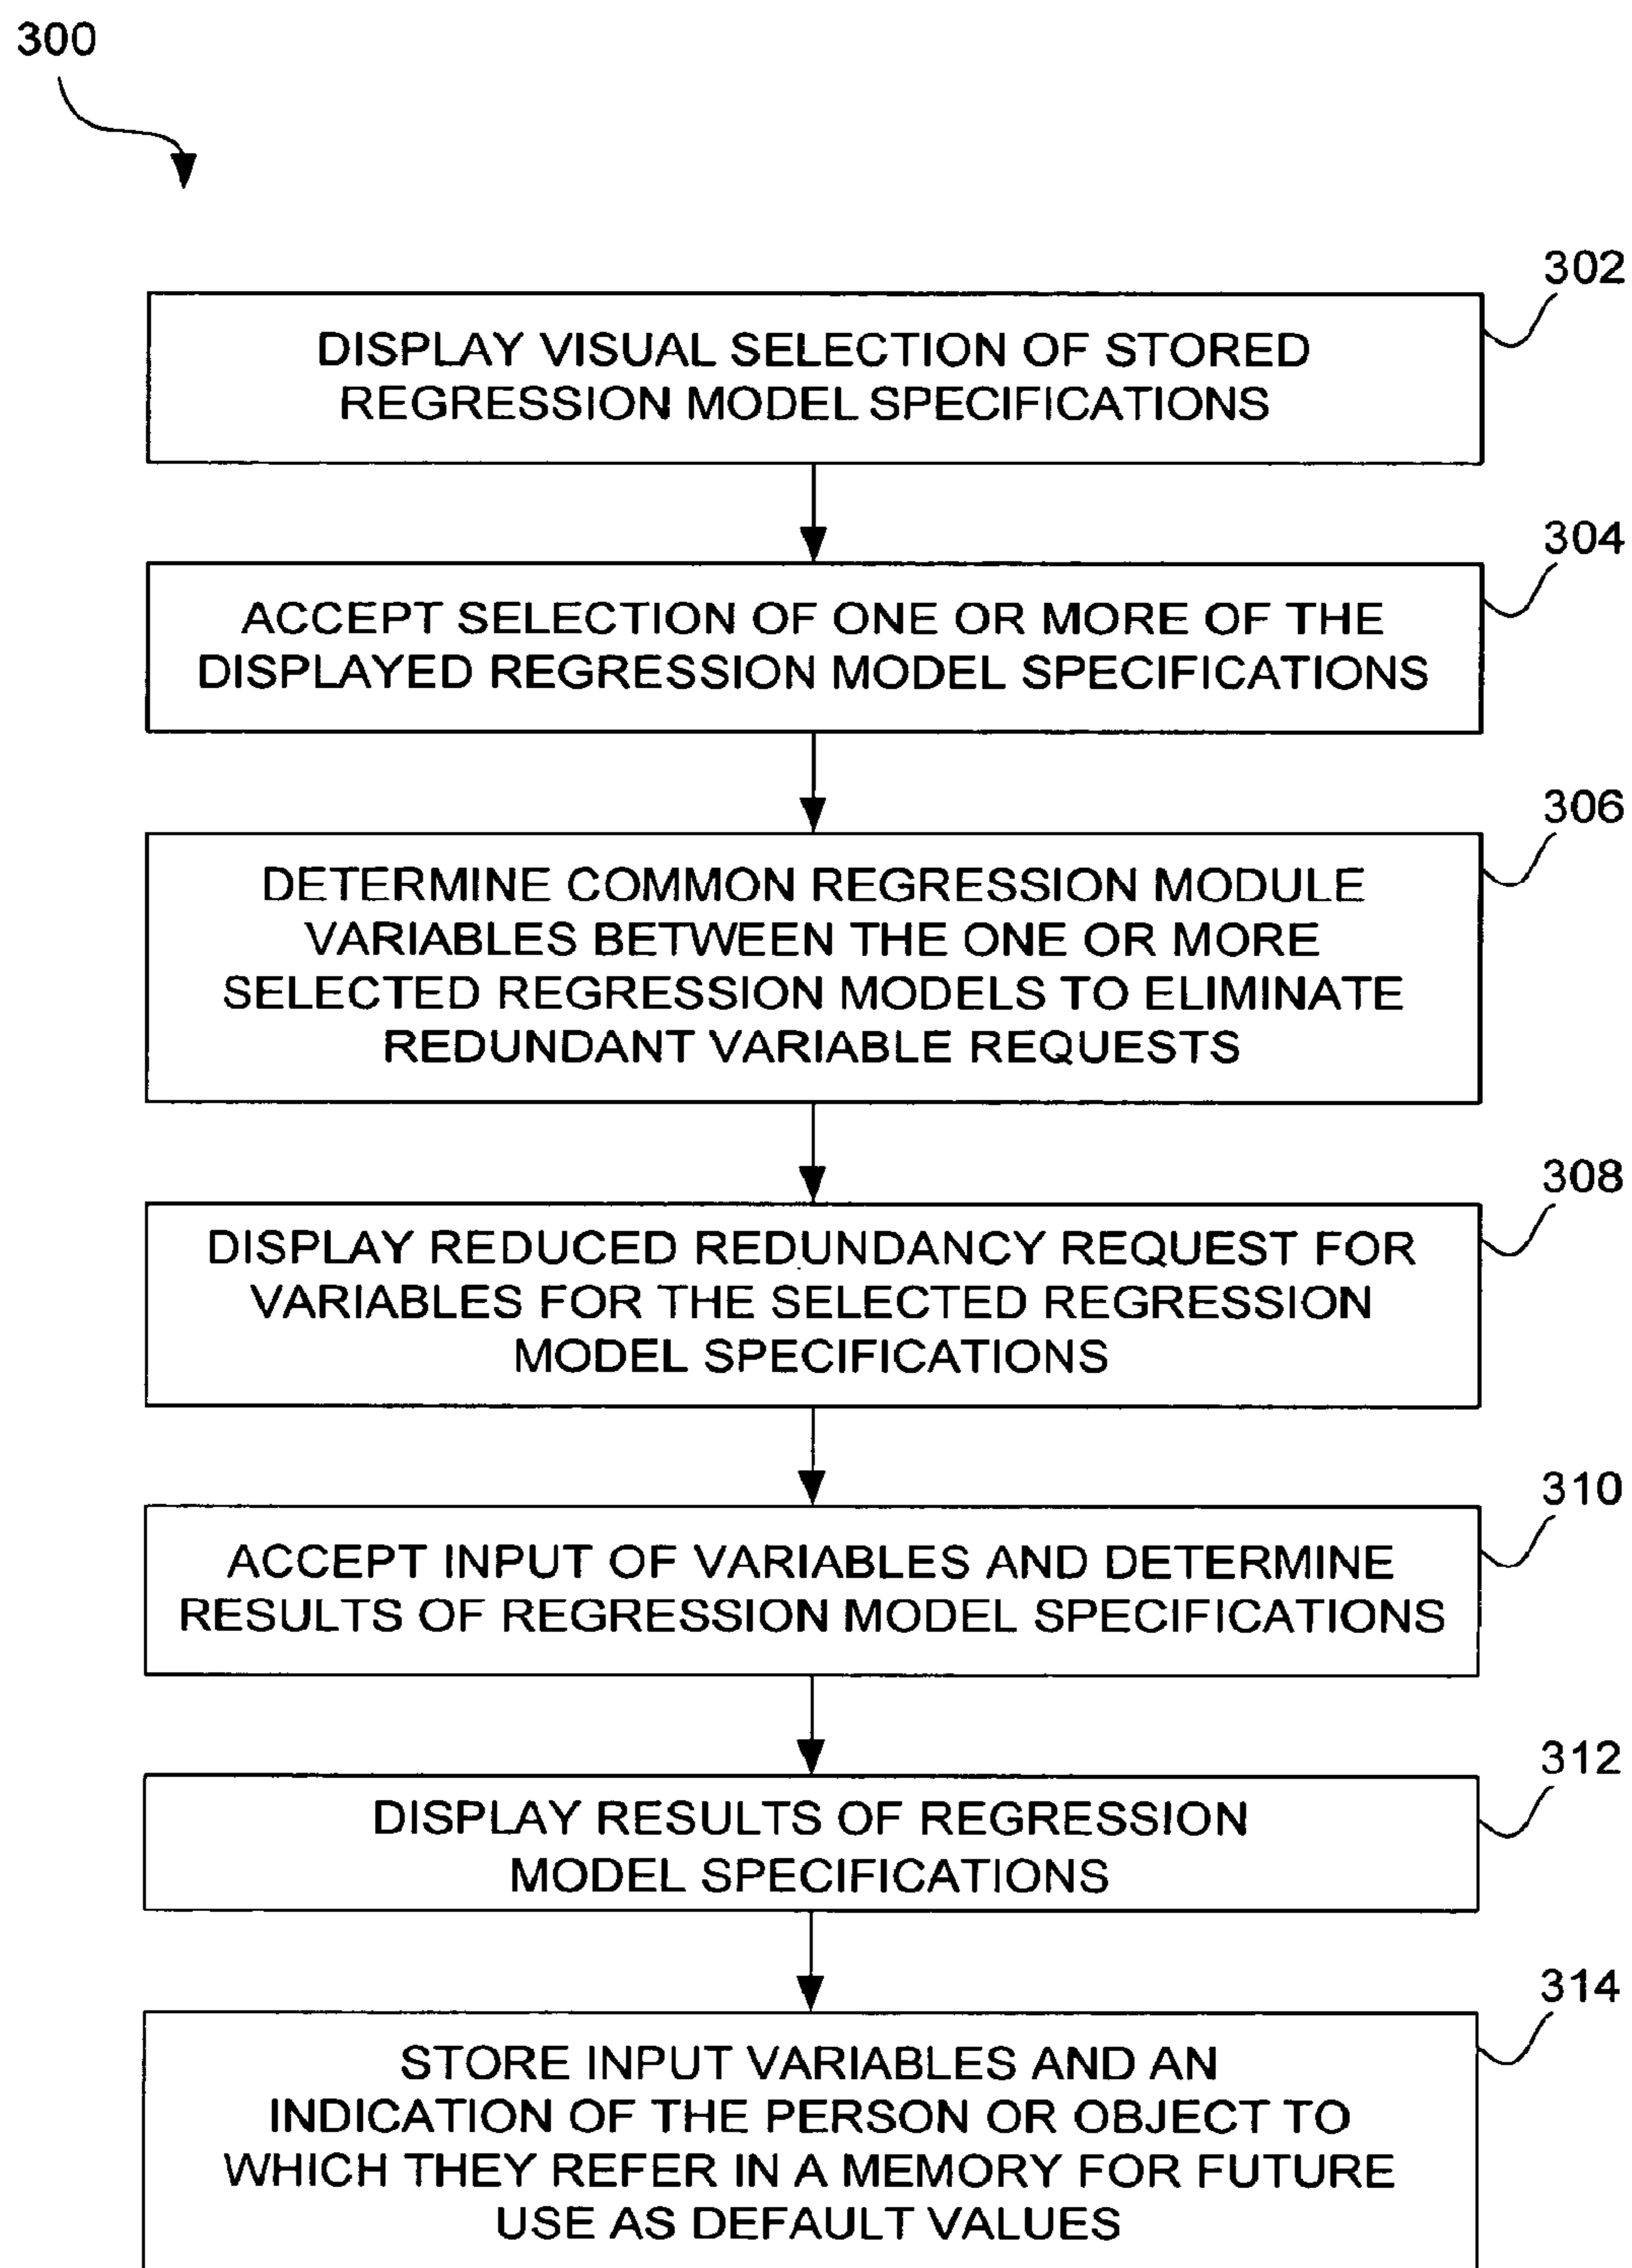 300
302
DISPLAY VISUAL SELECTION OF STORED
REGRESSION MODEL SPECIFICATIONS
304
ACCEPT SELECTION OF ONE OR MORE OF THE
DISPLAYED REGRESSION MODEL SPECIFICATIONS
306
DETERMINE COMMON REGRESSION MODULE
VARIABLES BETWEEN THE ONE OR MORE
SELECTED REGRESSION MODELS TO ELIMINATE
REDUNDANT VARIABLE REQUESTS
308
DISPLAY REDUCED REDUNDANCY REQUEST FOR
VARIABLES FOR THE SELECTED REGRESSION
MODEL SPECIFICATIONS
310
ACCEPT INPUT OF VARIABLES AND DETERMINE
RESULTS OF REGRESSION MODEL SPECIFICATIONS
312
DISPLAY RESULTS OF REGRESSION
MODEL SPECIFICATIONS
314
STORE INPUT VARIABLES AND AN
INDICATION OF THE PERSON OR OBJECT TO
WHICH THEY REFER IN A MEMORY FOR FUTURE
USE AS DEFAULT VALUES